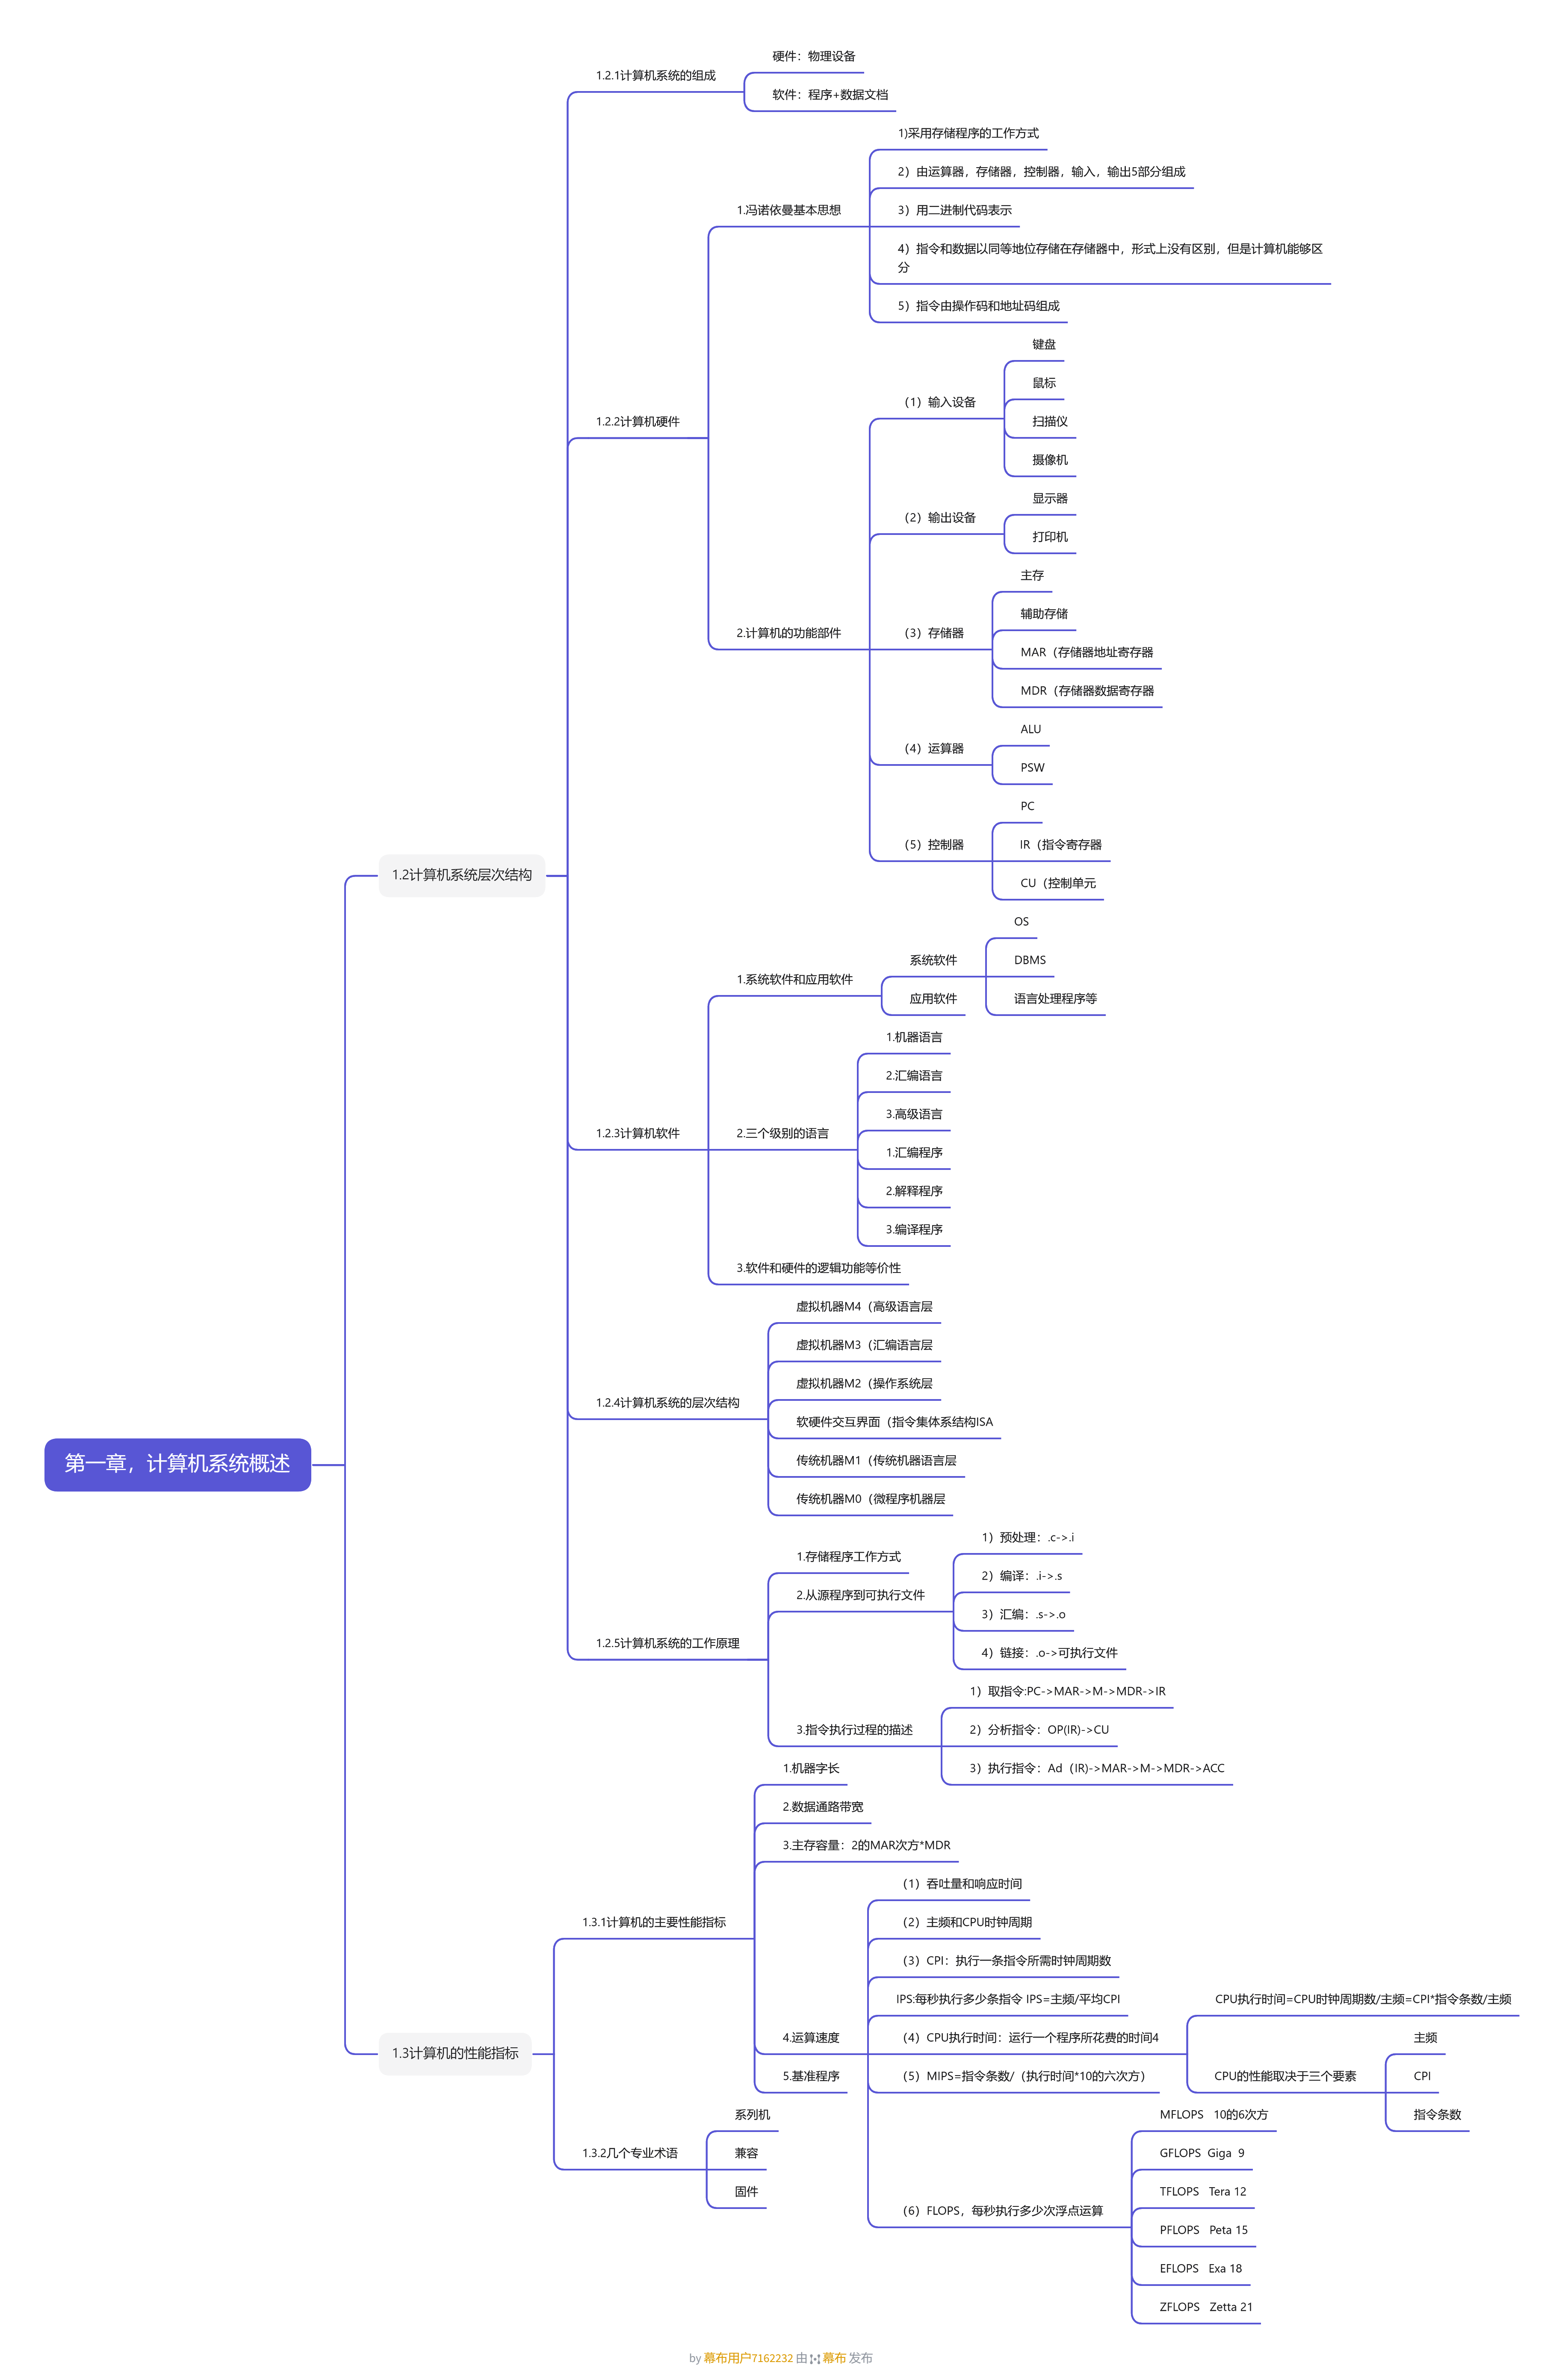 第一章，计算机系统概述
1.2计算机系统层次结构
1.2.1计算机系统的组成
硬件：物理设备
软件：程序+数据文档
1.2.2计算机硬件
1.冯诺依曼基本思想
1)采用存储程序的工作方式
2）由运算器，存储器，控制器，输入，输出5部分组成
3）用二进制代码表示
4）指令和数据以同等地位存储在存储器中，形式上没有区别，但是计算机能够区
分
5）指令由操作码和地址码组成
2.计算机的功能部件
（1）输入设备
键盘
鼠标
扫描仪
摄像机
（2）输出设备
显示器
打印机
（3）存储器
主存
辅助存储
MAR（存储器地址寄存器
MDR（存储器数据寄存器
（4）运算器
ALU
PSW
（5）控制器
PC
IR（指令寄存器
CU（控制单元
1.2.3计算机软件
1.系统软件和应用软件
系统软件
OS
DBMS
语言处理程序等
应用软件
2.三个级别的语言
1.机器语言
2.汇编语言
3.高级语言
1.汇编程序
2.解释程序
3.编译程序
3.软件和硬件的逻辑功能等价性
1.2.4计算机系统的层次结构
虚拟机器M4（高级语言层
虚拟机器M3（汇编语言层
虚拟机器M2（操作系统层
软硬件交互界面（指令集体系结构ISA
传统机器M1（传统机器语言层
传统机器M0（微程序机器层
1.2.5计算机系统的工作原理
1.存储程序工作方式
2.从源程序到可执行文件
1）预处理：.c->.i
2）编译：.i->.s
3）汇编：.s->.o
4）链接：.o->可执行文件
3.指令执行过程的描述
1）取指令:PC->MAR->M->MDR->IR
2）分析指令：OP(IR)->CU
3）执行指令：Ad（IR)->MAR->M->MDR->ACC
1.3计算机的性能指标
1.3.1计算机的主要性能指标
1.机器字长
2.数据通路带宽
3.主存容量：2的MAR次方*MDR
4.运算速度
（1）吞吐量和响应时间
（2）主频和CPU时钟周期
（3）CPI：执行一条指令所需时钟周期数
IPS:每秒执行多少条指令 IPS=主频/平均CPI
（4）CPU执行时间：运行一个程序所花费的时间4
CPU执行时间=CPU时钟周期数/主频=CPI*指令条数/主频
CPU的性能取决于三个要素
主频
CPI
指令条数
（5）MIPS=指令条数/（执行时间*10的六次方）
（6）FLOPS，每秒执行多少次浮点运算
MFLOPS 10的6次方
GFLOPS Giga 9
TFLOPS Tera 12
PFLOPS Peta 15
EFLOPS Exa 18
ZFLOPS Zetta 21
5.基准程序
1.3.2几个专业术语
系列机
兼容
固件
by 幕布用户7162232 由 幕布 发布